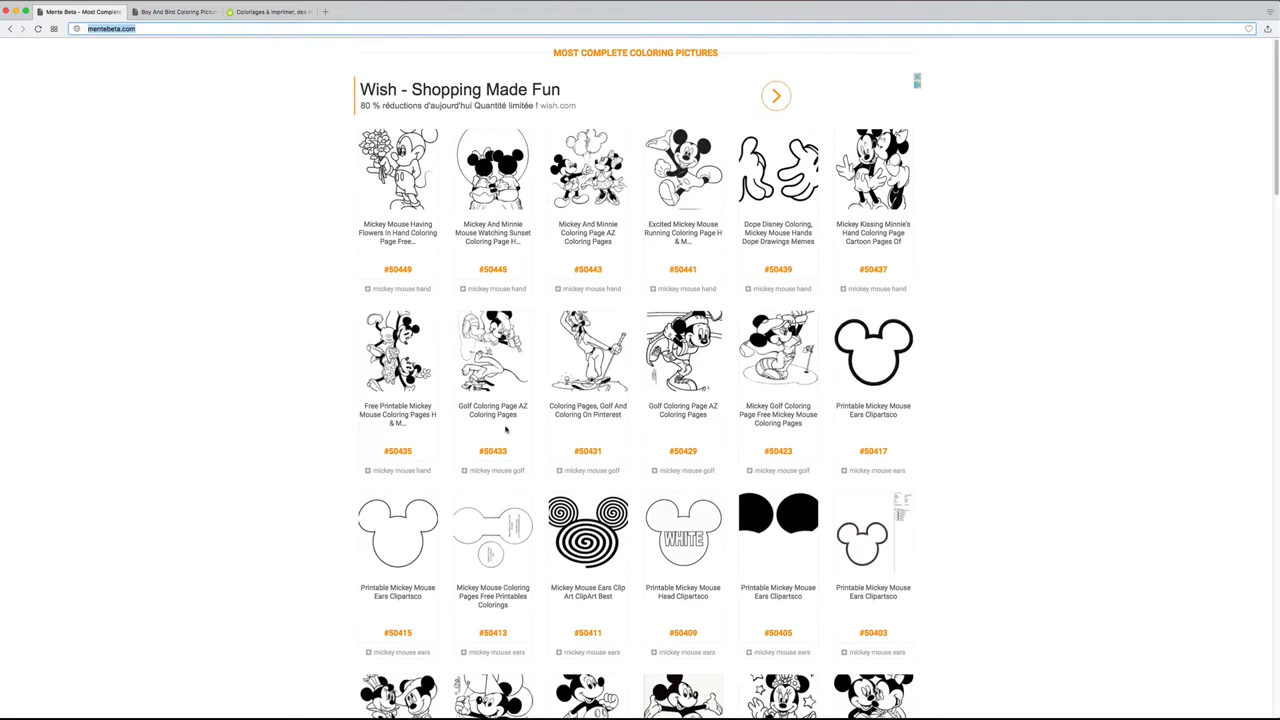 Mente Beta - Most Complete
Boy And Bird Coloring Pictu
Coloriages à imprimer, des m
mentebeta.com
MOST COMPLETE COLORING PICTURES
Wish - Shopping Made Fun
80 % réductions d'aujourd'hui Quantité limitée ! wish.com
Mickey Mouse Having
Flowers In Hand Coloring
Page Free...
#50449
mickey mouse hand
Mickey And Minnie
Mouse Watching Sunset
Coloring Page H...
#50445
mickey mouse hand
Mickey And Minnie
Coloring Page AZ
Coloring Pages
#50443
mickey mouse hand
Excited Mickey Mouse
Running Coloring Page H
& M...
#50441
mickey mouse hand
Dope Disney Coloring,
Mickey Mouse Hands
Dope Drawings Memes
#50439
mickey mouse hand
Mickey Kissing Minnie's
Hand Coloring Page
Cartoon Pages Of
#50437
mickey mouse hand
Free Printable Mickey
Mouse Coloring Pages H
& M...
#50435
mickey mouse hand
Golf Coloring Page AZ
Coloring Pages
#50433
mickey mouse golf
Coloring Pages, Golf And
Coloring On Pinterest
#50431
mickey mouse golf
Golf Coloring Page AZ
Coloring Pages
#50429
mickey mouse golf
Mickey Golf Coloring
Page Free Mickey Mouse
Coloring Pages
#50423
mickey mouse golf
Printable Mickey Mouse
Ears Clipartsco
#50417
mickey mouse ears
WHITE
Printable Mickey Mouse
Ears Clipartsco
#50415
mickey mouse ears
Mickey Mouse Coloring
Pages Free Printables
Colorings
#50413
mickey mouse ears
Mickey Mouse Ears Clip
Art ClipArt Best
#50411
mickey mouse ears
Printable Mickey Mouse
Head Clipartsco
#50409
mickey mouse ears
Printable Mickey Mouse
Ears Clipartsco
#50405
mickey mouse ears
Printable Mickey Mouse
Ears Clipartsco
#50403
mickey mouse ears